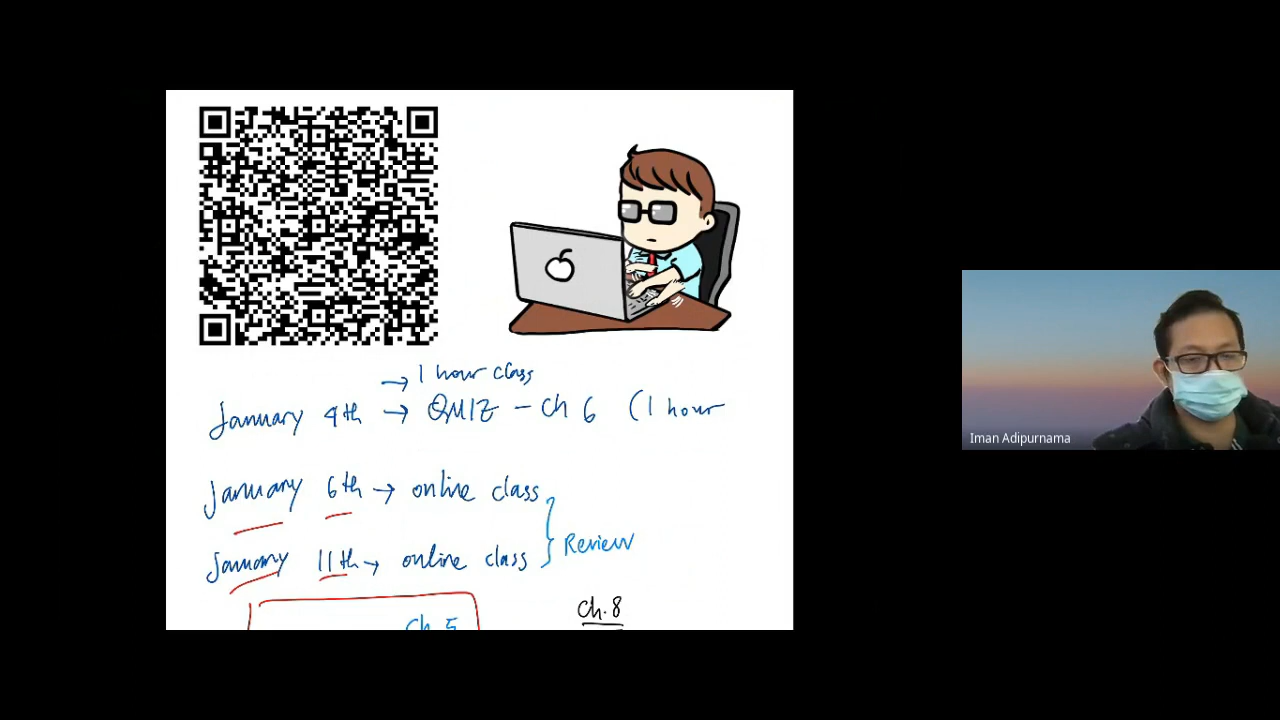 → 1 hour class
January 4th → QUIZ - Ch 6 (1 hour
January 6th → online class
January 11th → online class
Review
Ch. 8
Ch. 5
Iman Adipurnama